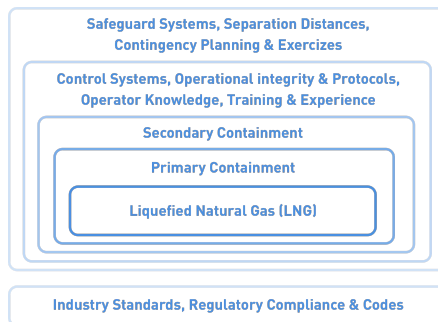 Safeguard Systems, Separation Distances,
Contingency Planning & Exercizes
Control Systems, Operational integrity & Protocols,
Operator Knowledge, Training & Experience
Secondary Containment
Primary Containment
Liquefied Natural Gas (LNG)
Industry Standards, Regulatory Compliance & Codes